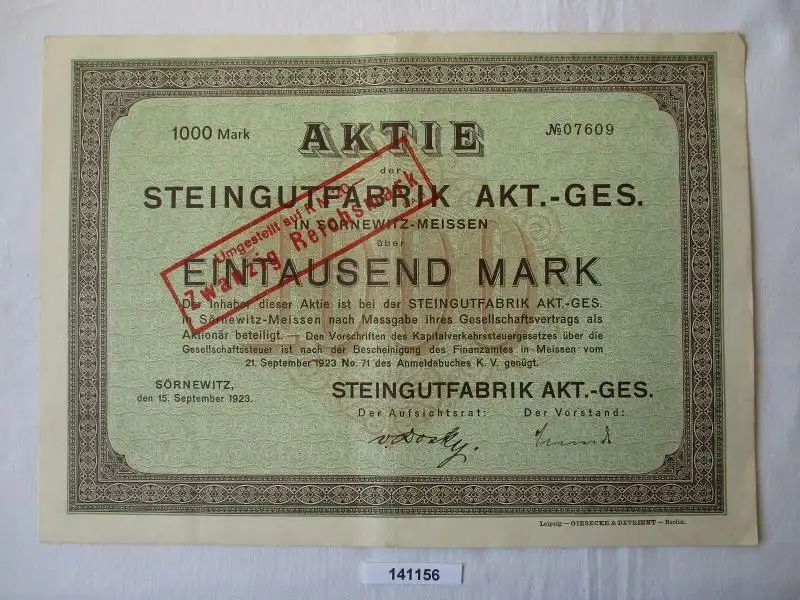 1000 Mark
AKTIE
№07609
der
STEINGUTFABRIK AKT.-GES.
IN SÖRNEWITZ-MEISSEN
über
EINTAUSEND MARK
Umgestellt auf R.M. 20
Zwanzig Reichsmark
Der Inhaber dieser Aktie ist bei der STEINGUTFABRIK AKT.-GES.
in Sörnewitz-Meissen nach Massgabe ihres Gesellschaftsvertrags als
Aktionär beteiligt. — Den Vorschriften des Kapitalverkehrssteuergesetzes über die
Gesellschaftssteuer ist nach der Bescheinigung des Finanzamtes in Meissen vom
21. September 1923 No. 71 des Anmeldebuches K. V. genügt.
SÖRNEWITZ,
den 15. September 1923.
STEINGUTFABRIK AKT.-GES.
Der Aufsichtsrat: Der Vorstand:
Leipzig — GIESECKE & DEVRIENT — Berlin.
141156